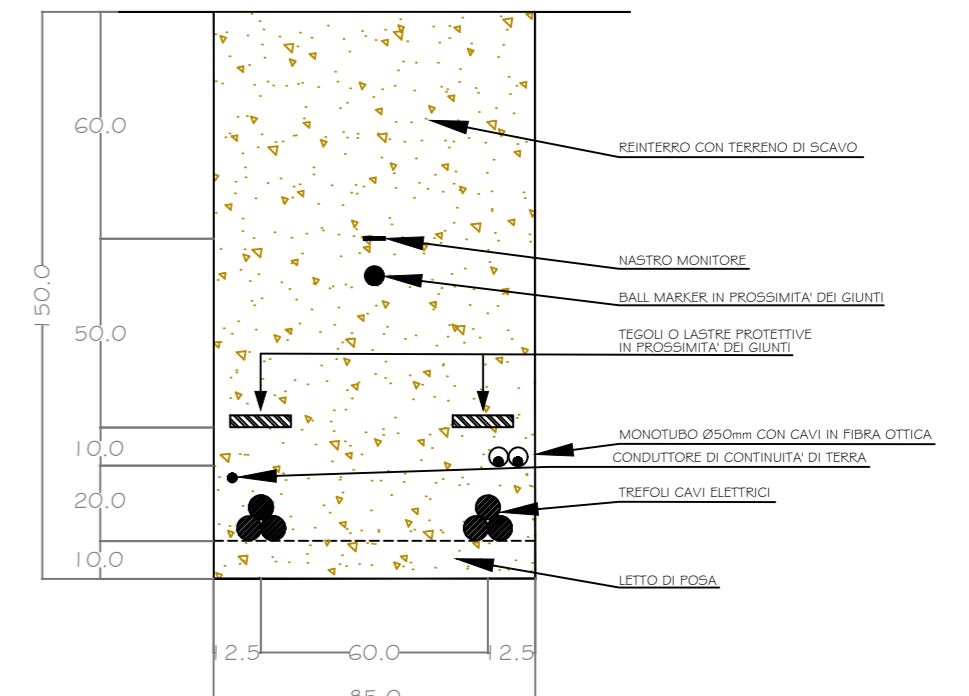 60.0
REINTERRO CON TERRENO DI SCAVO
NASTRO MONITORE
150.0
BALL MARKER IN PROSSIMITA' DEI GIUNTI
50.0
TEGOLI O LASTRE PROTETTIVE
IN PROSSIMITA' DEI GIUNTI
10.0
MONOTUBO Ø50mm CON CAVI IN FIBRA OTTICA
CONDUTTORE DI CONTINUITA' DI TERRA
20.0
TREFOLI CAVI ELETTRICI
10.0
LETTO DI POSA
12.5 60.0 12.5
85.0